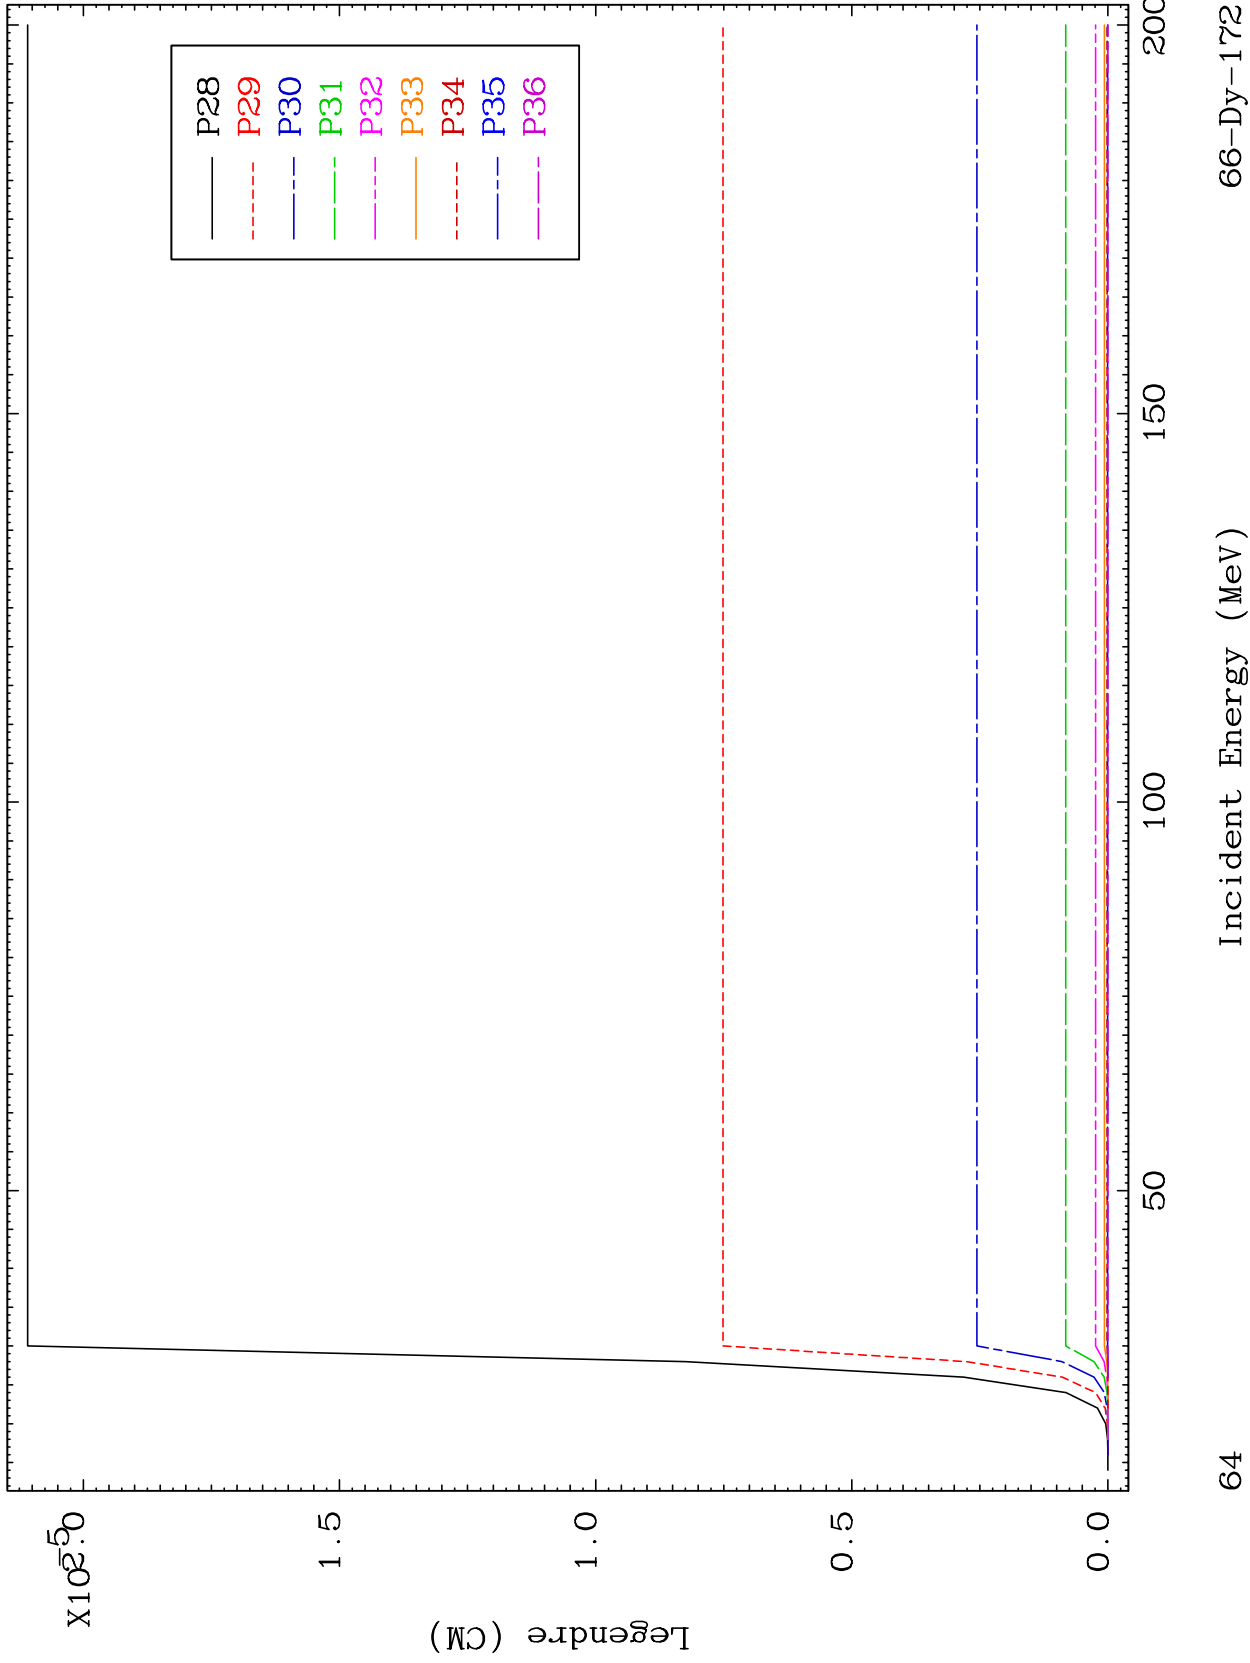 X10-5
2.0
1.5
1.0
0.5
0.0
Legendre (CM)
P28
P29
P30
P31
P32
P33
P34
P35
P36
50
100
150
200
Incident Energy (MeV)
64
66-Dy-172